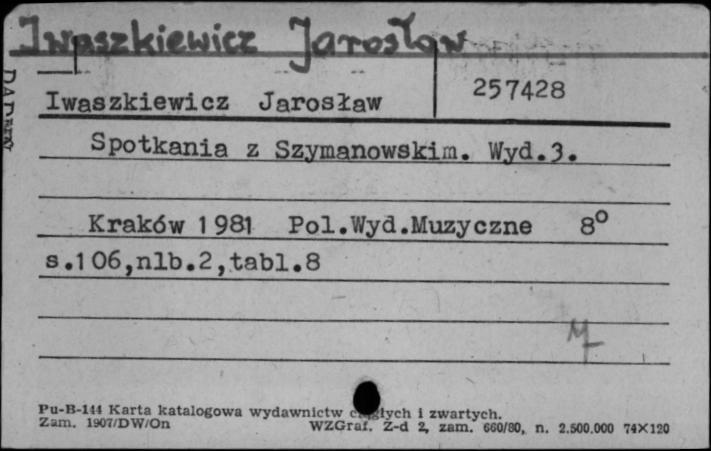 Iwaszkiewicz Jarosław
Iwaszkiewicz Jarosław
257428
Spotkania z Szymanowskim. Wyd.3.
Kraków 1981 Pol.Wyd.Muzyczne 8°
s.106,nlb.2,tabl.8
Pu-B-144 Karta katalogowa wydawnictw ciągłych i zwartych.
Zam. 1907/DW/On WZGraf. Z-d 2, zam. 660/80, n. 2.500.000 74X120